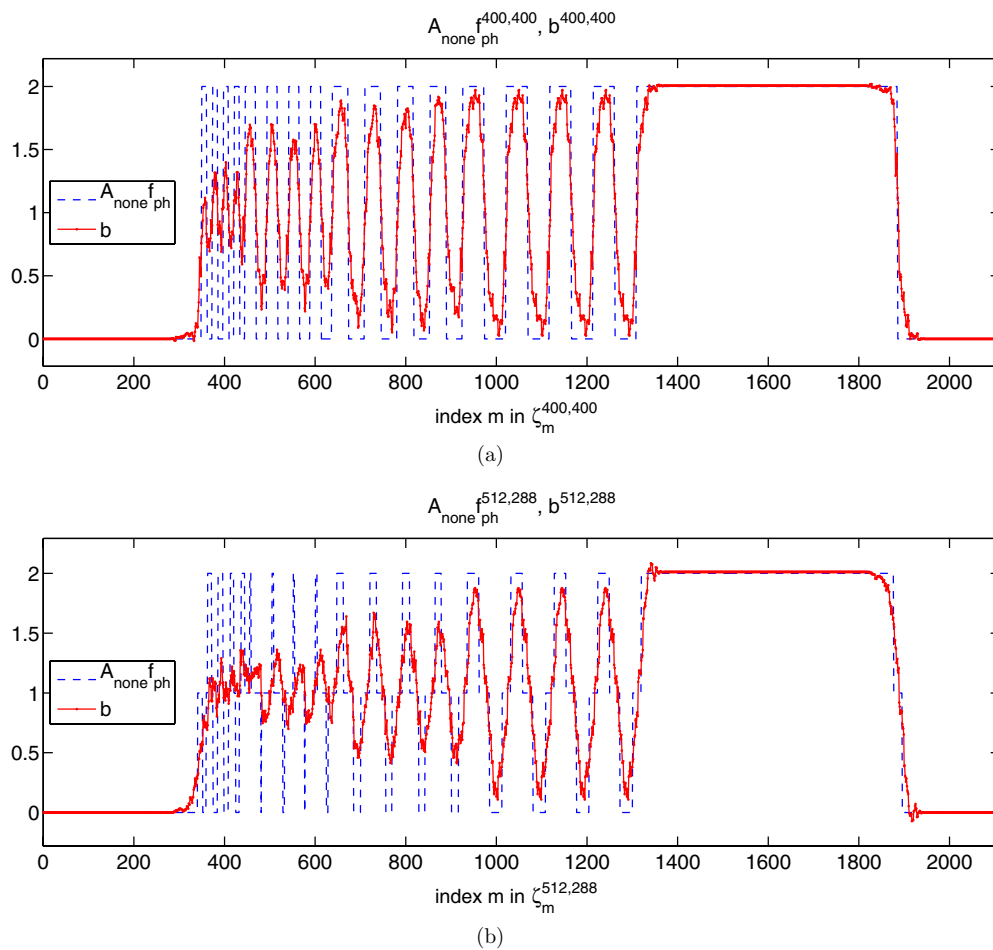 A_none f_ph^400,400, b^400,400
2
1.5
1
0.5
0
A_none f_ph
b
0 200 400 600 800 1000 1200 1400 1600 1800 2000
index m in ζ_m^400,400
(a)
A_none f_ph^512,288, b^512,288
2
1.5
1
0.5
0
A_none f_ph
b
0 200 400 600 800 1000 1200 1400 1600 1800 2000
index m in ζ_m^512,288
(b)